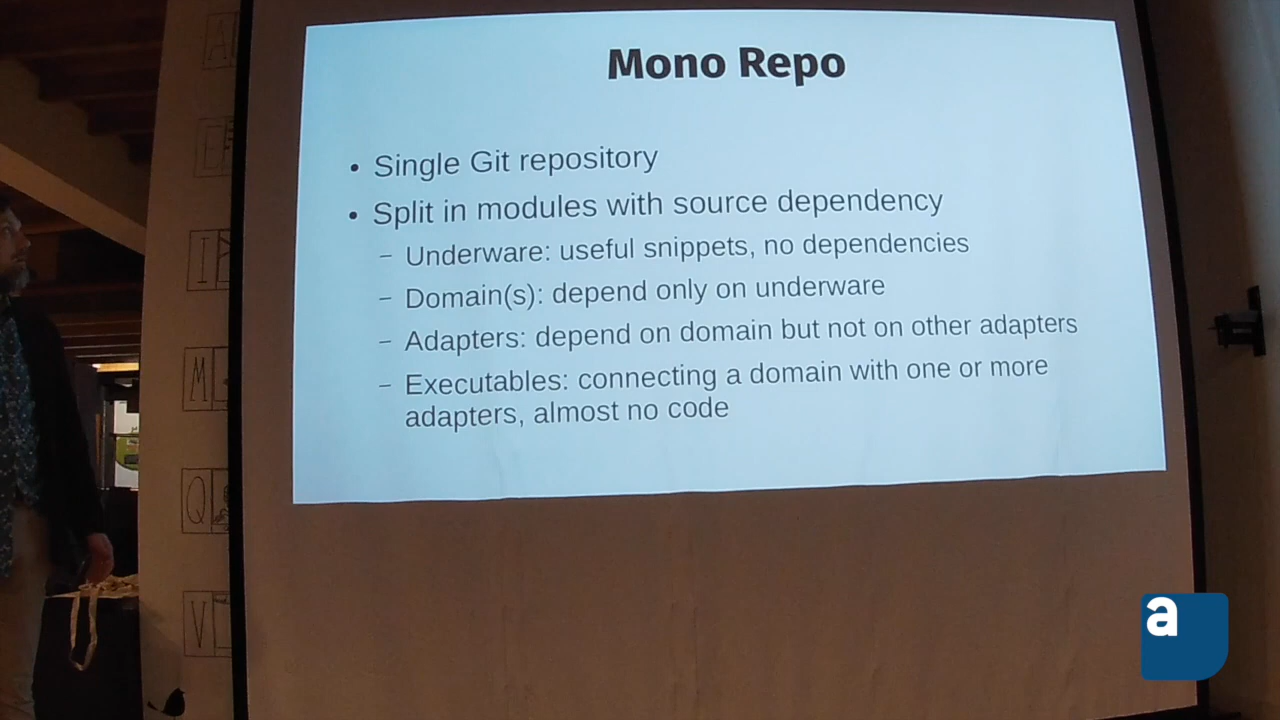 Mono Repo
• Single Git repository
• Split in modules with source dependency
– Underware: useful snippets, no dependencies
– Domain(s): depend only on underware
– Adapters: depend on domain but not on other adapters
– Executables: connecting a domain with one or more
adapters, almost no code
I
M
Q
V
a